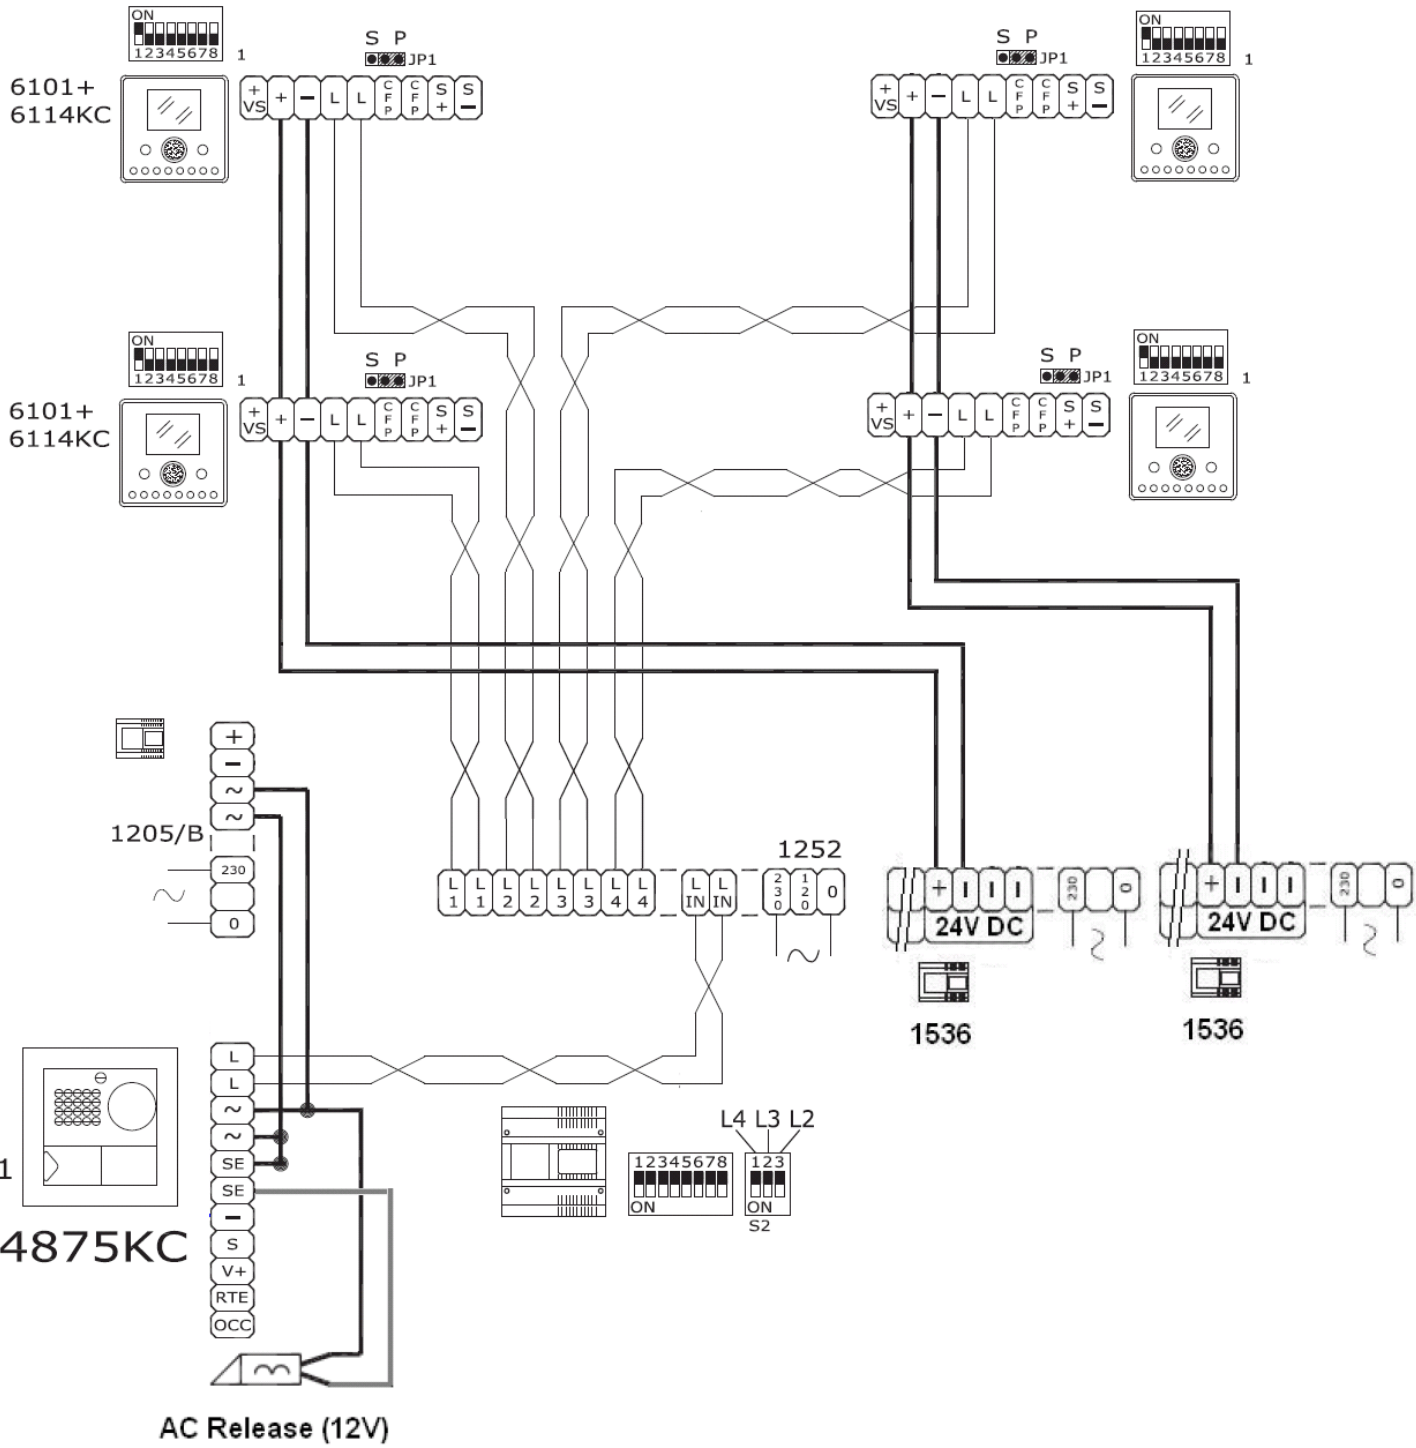 ON
12345678
1
S P
JP1
6101+
6114KC
+ VS
+
−
L
L
CFP
CFP
S +
S −
S P
JP1
ON
12345678
1
+ VS
+
−
L
L
CFP
CFP
S +
S −
ON
12345678
1
S P
JP1
6101+
6114KC
+ VS
+
−
L
L
CFP
CFP
S +
S −
S P
JP1
ON
12345678
1
+ VS
+
−
L
L
CFP
CFP
S +
S −
+
−
~
~
1205/B
230
~
0
1252
L1
L1
L2
L2
L3
L3
L4
L4
L IN
L IN
230
120
0
~
+
−
−
−
24V DC
230
0
~
1536
+
−
−
−
24V DC
230
0
~
1536
L
L
~
~
SE
SE
−
S
V+
RTE
OCC
1
4875KC
L4 L3 L2
12345678
ON
123
ON
S2
AC Release (12V)